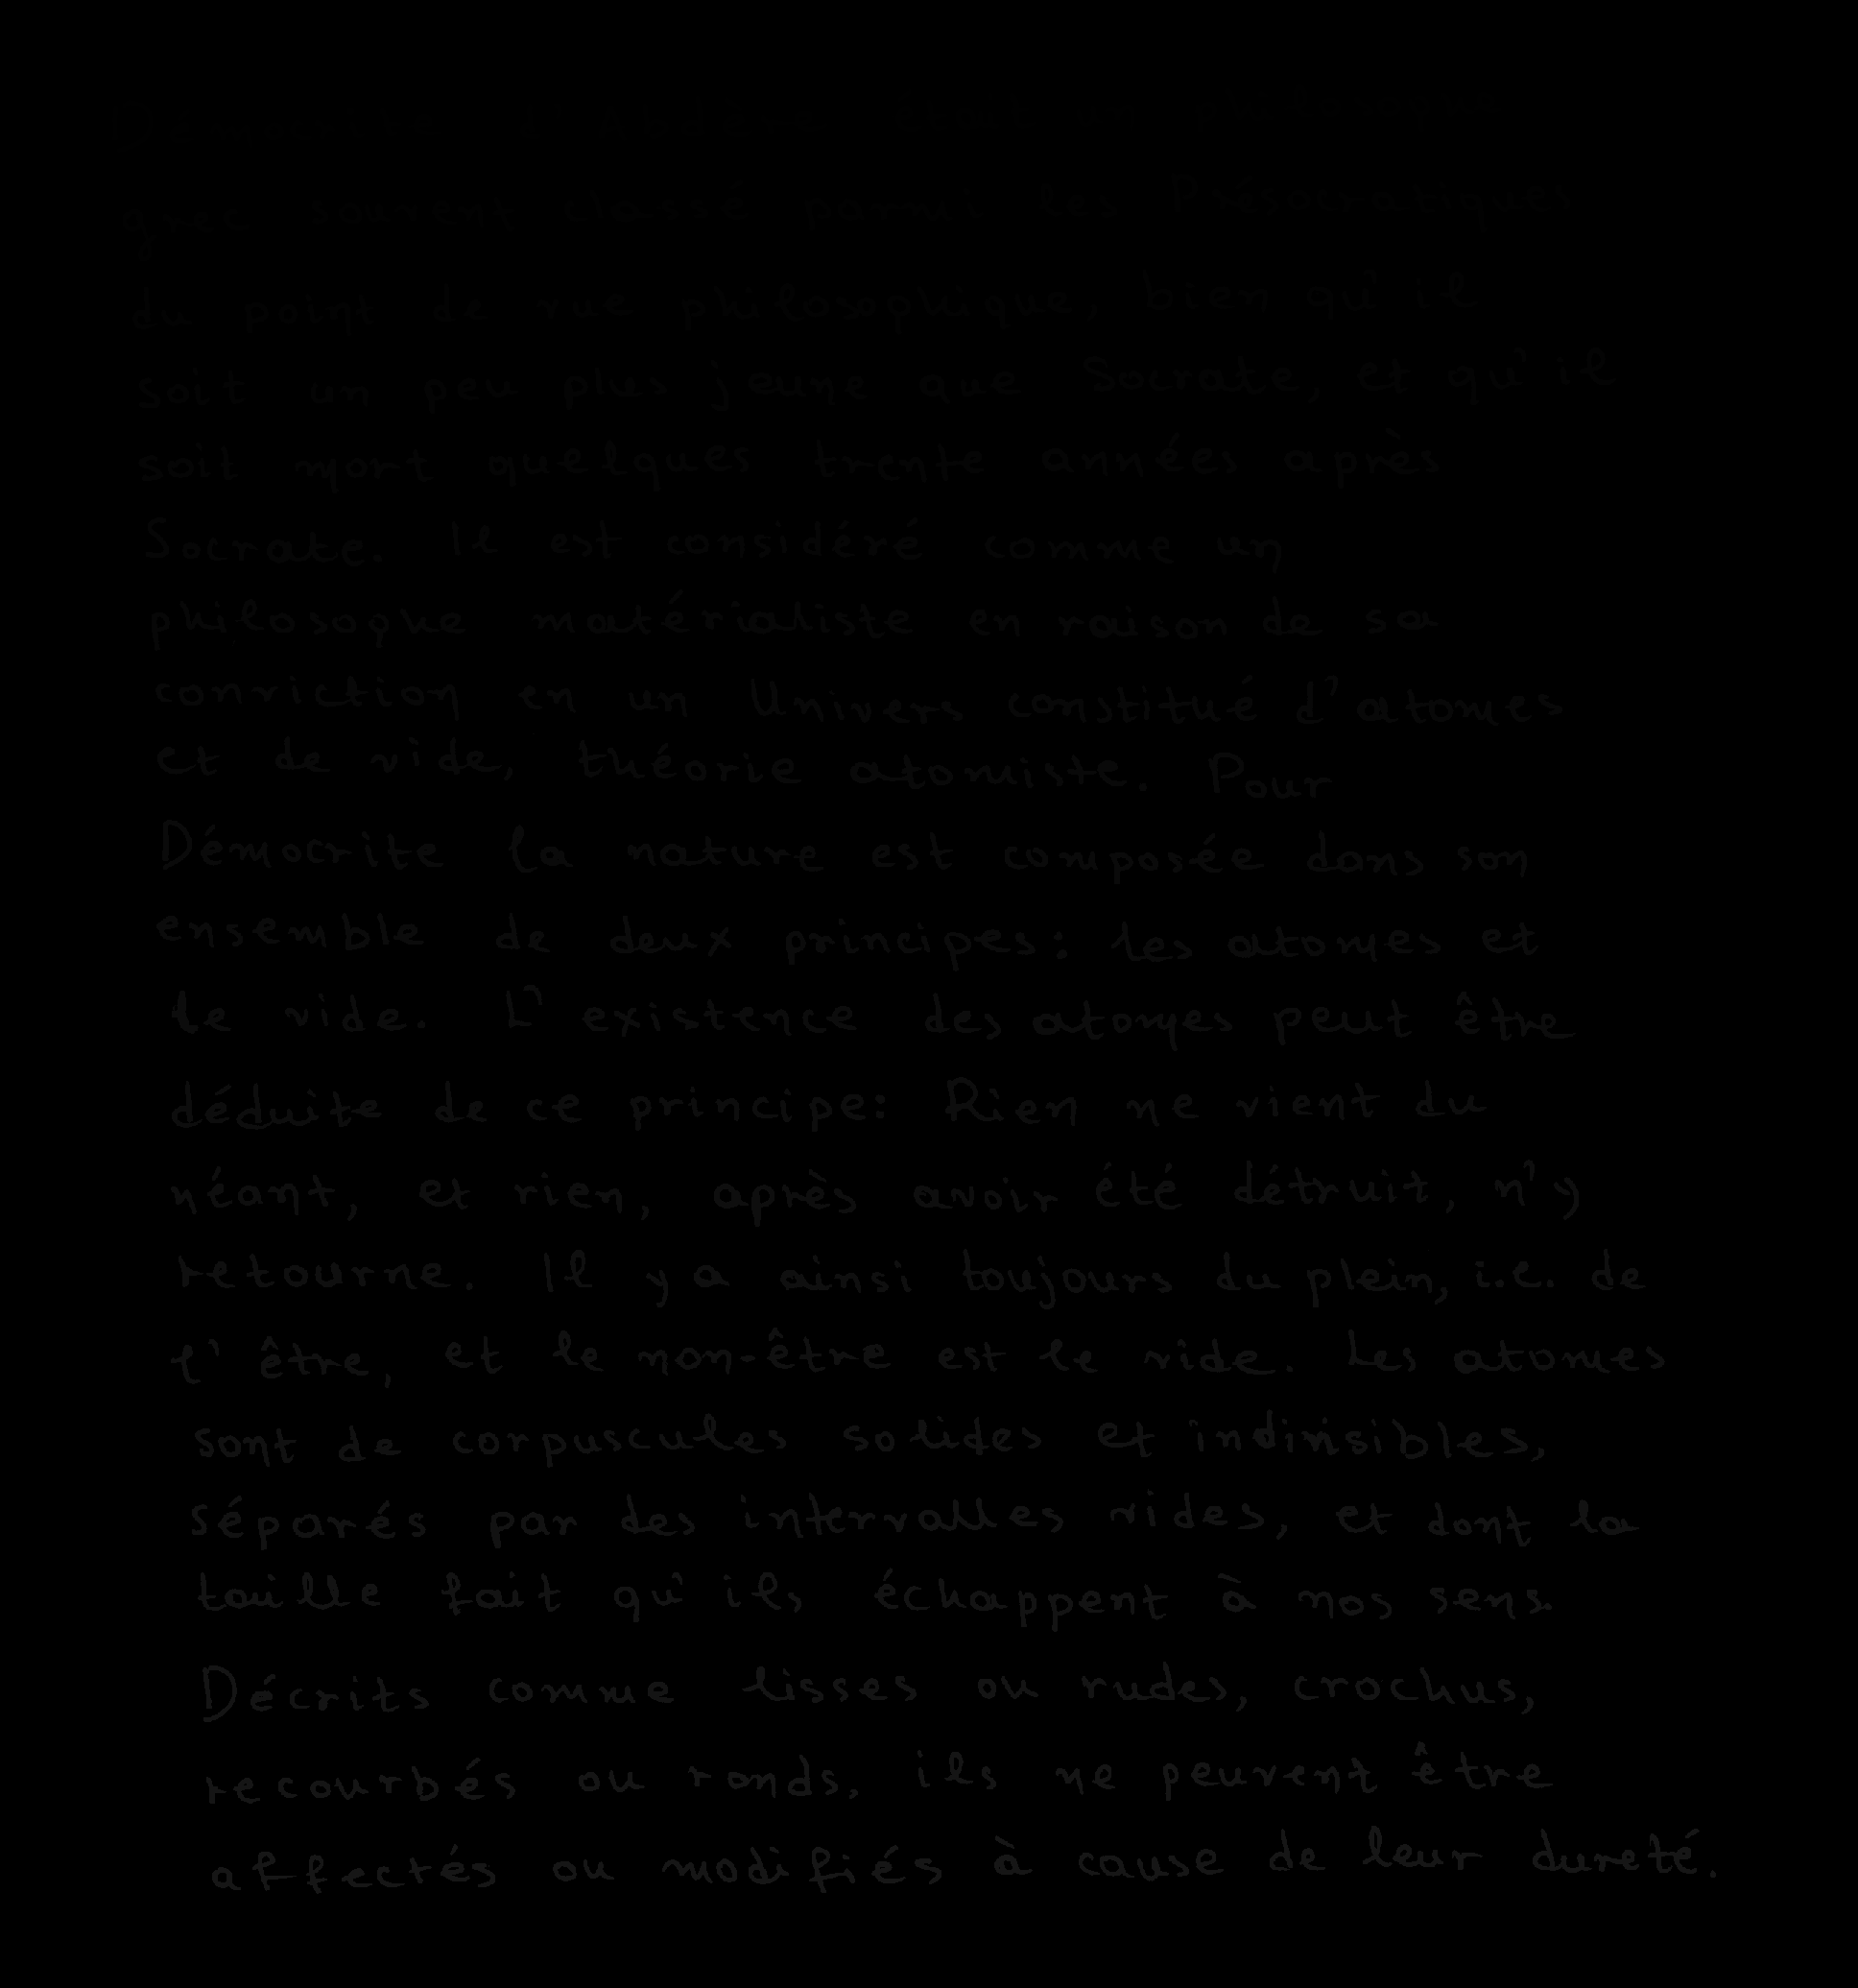 Démocrite d'Abdère était un philosophe
grec souvent classé parmi les Présocratiques
du point de vue philosophique, bien qu'il
soit un peu plus jeune que Socrate, et qu'il
soit mort quelques trente années après
Socrate. Il est considéré comme un
philosophe matérialiste en raison de sa
conviction en un Univers constitué d'atomes
et de vide, théorie atomiste. Pour
Démocrite la nature est composée dans son
ensemble de deux principes: les atomes et
le vide. L'existence des atomes peut être
déduite de ce principe: Rien ne vient du
néant, et rien, après avoir été détruit, n'y
retourne. Il y a ainsi toujours du plein, i.e. de
l'être, et le non-être est le vide. Les atomes
sont de corpuscules solides et indivisibles,
séparés par des intervalles vides, et dont la
taille fait qu'ils échappent à nos sens.
Décrits comme lisses ou rudes, crochus,
recourbés ou ronds, ils ne peuvent être
affectés ou modifiés à cause de leur dureté.